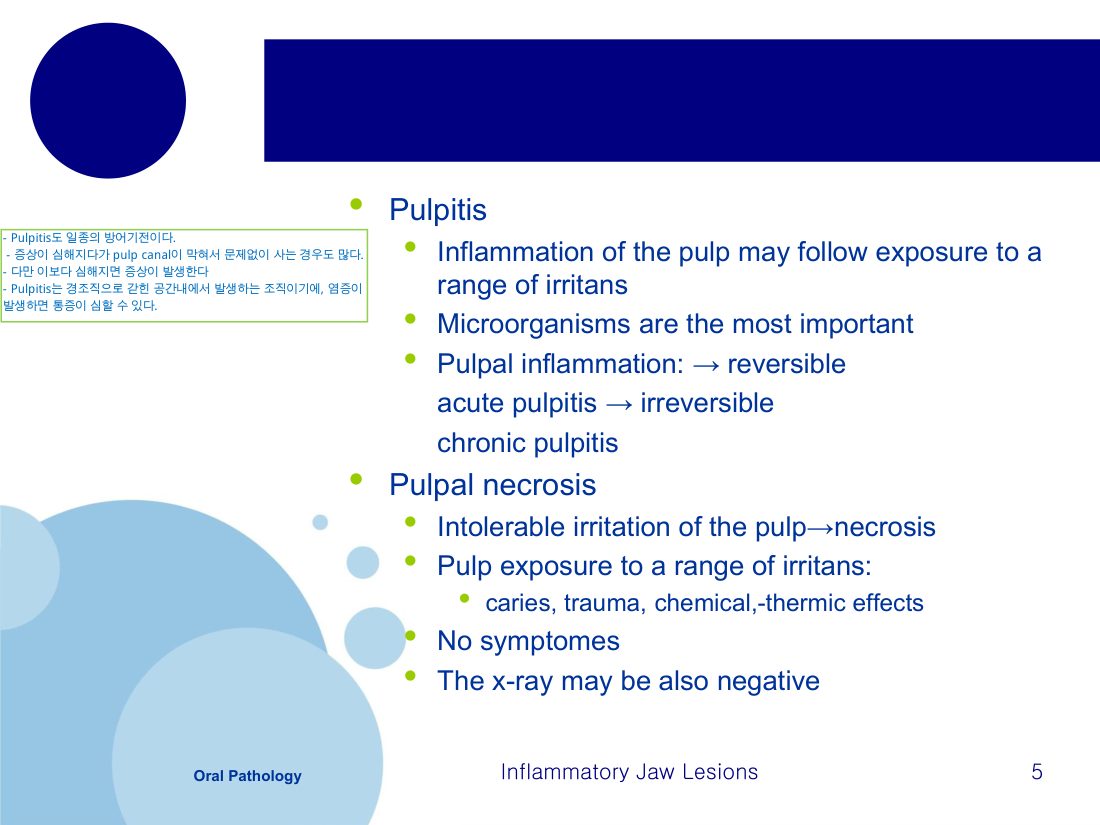 - Pulpitis도 일종의 방어기전이다.
- 증상이 심해지다가 pulp canal이 막혀서 문제없이 사는 경우도 많다.
- 다만 이보다 심해지면 증상이 발생한다
- Pulpitis는 경조직으로 갇힌 공간내에서 발생하는 조직이기에, 염증이
발생하면 통증이 심할 수 있다.
• Pulpitis
• Inflammation of the pulp may follow exposure to a
range of irritans
• Microorganisms are the most important
• Pulpal inflammation: → reversible
acute pulpitis → irreversible
chronic pulpitis
• Pulpal necrosis
• Intolerable irritation of the pulp→necrosis
• Pulp exposure to a range of irritans:
• caries, trauma, chemical,-thermic effects
• No symptomes
• The x-ray may be also negative
Oral Pathology
Inflammatory Jaw Lesions
5